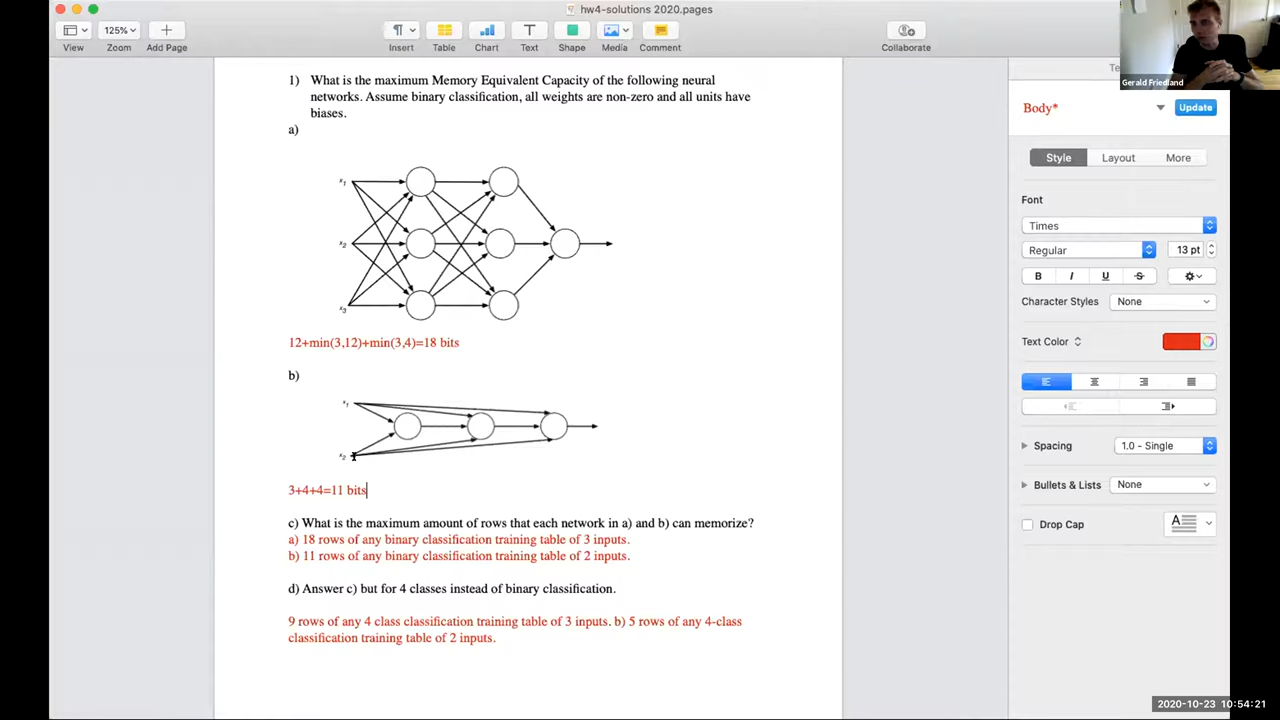 hw4-solutions 2020.pages
125%
View Zoom Add Page Insert Table Chart Text Shape Media Comment Collaborate
Gerald Friedland
1) What is the maximum Memory Equivalent Capacity of the following neural
networks. Assume binary classification, all weights are non-zero and all units have
biases.
a)
x1
x2
x3
12+min(3,12)+min(3,4)=18 bits
b)
x1
x2
3+4+4=11 bits
c) What is the maximum amount of rows that each network in a) and b) can memorize?
a) 18 rows of any binary classification training table of 3 inputs.
b) 11 rows of any binary classification training table of 2 inputs.
d) Answer c) but for 4 classes instead of binary classification.
9 rows of any 4 class classification training table of 3 inputs. b) 5 rows of any 4-class
classification training table of 2 inputs.
Body*
Update
Style Layout More
Font
Times
Regular 13 pt
B I U S
Character Styles None
Text Color
Spacing 1.0 - Single
Bullets & Lists None
Drop Cap
2020-10-23 10:54:21